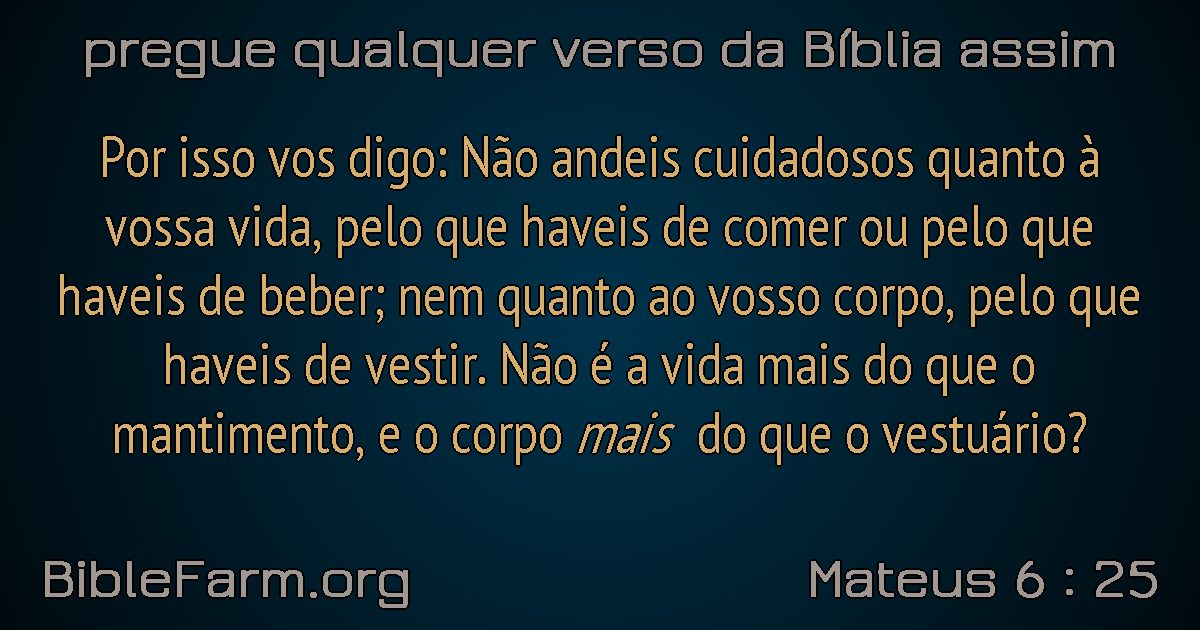 pregue qualquer verso da Bíblia assim
Por isso vos digo: Não andeis cuidadosos quanto à
vossa vida, pelo que haveis de comer ou pelo que
haveis de beber; nem quanto ao vosso corpo, pelo que
haveis de vestir. Não é a vida mais do que o
mantimento, e o corpo mais do que o vestuário?
BibleFarm.org
Mateus 6 : 25